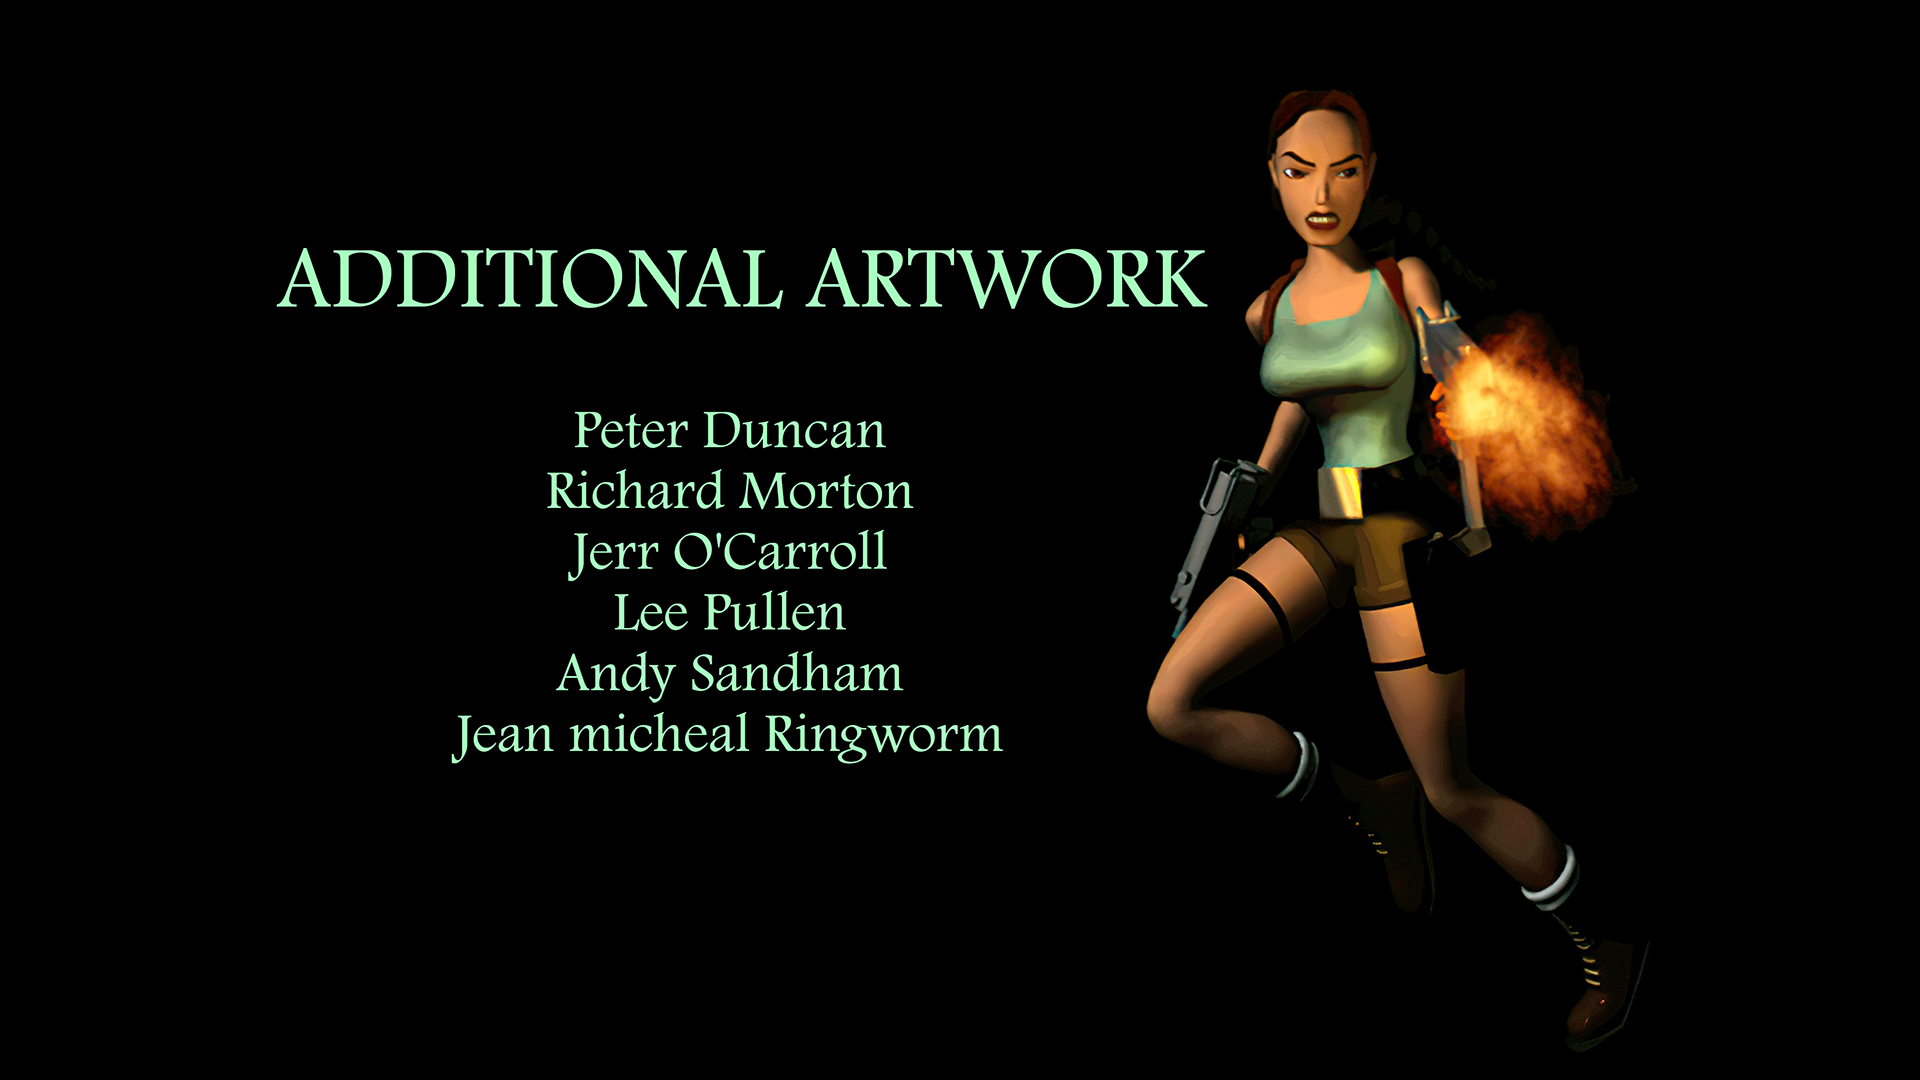 ADDITIONAL ARTWORK
Peter Duncan
Richard Morton
Jerr O'Carroll
Lee Pullen
Andy Sandham
Jean micheal Ringworm